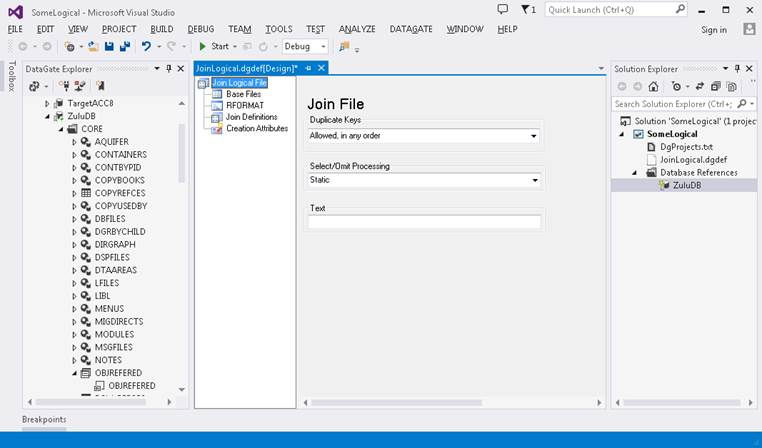 SomeLogical - Microsoft Visual Studio
1
Quick Launch (Ctrl+Q)
FILE EDIT VIEW PROJECT BUILD DEBUG TEAM TOOLS TEST ANALYZE DATAGATE WINDOW HELP
Sign in
Start
Debug
Toolbox
DataGate Explorer
TargetACC8
ZuluDB
CORE
AQUIFER
CONTAINERS
CONTBYPID
COPYBOOKS
COPYREFCES
COPYUSEDBY
DBFILES
DGRBYCHILD
DIRGRAPH
DSPFILES
DTAAREAS
LFILES
LIBL
MENUS
MIGDIRECTS
MODULES
MSGFILES
NOTES
OBJREFERED
OBJREFERED
JoinLogical.dgdef[Design]*
Join Logical File
Base Files
RFORMAT
Join Definitions
Creation Attributes
Join File
Duplicate Keys
Allowed, in any order
Select/Omit Processing
Static
Text
Solution Explorer
Search Solution Explorer (Ctrl+;)
Solution 'SomeLogical' (1 projec
SomeLogical
DgProjects.txt
JoinLogical.dgdef
Database References
ZuluDB
Breakpoints